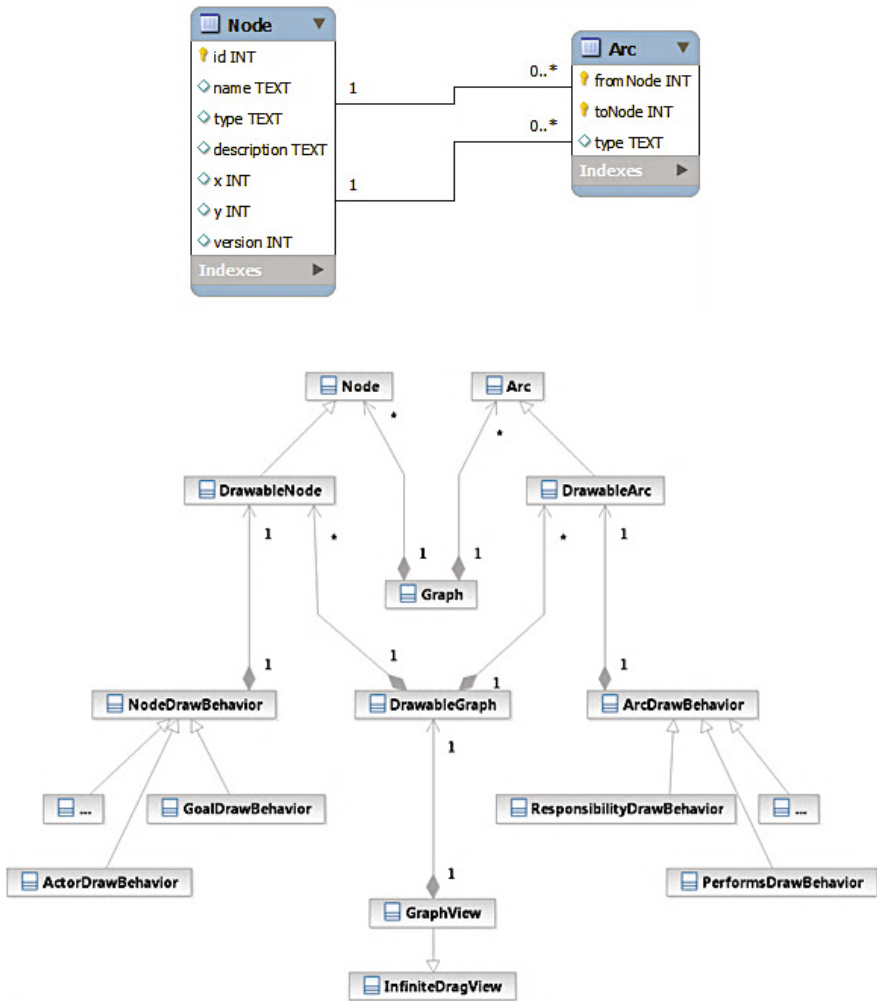 Node
id INT
name TEXT
type TEXT
description TEXT
x INT
y INT
version INT
Indexes
1
0..*
1
0..*
Arc
fromNode INT
toNode INT
type TEXT
Indexes
Node
Arc
*
*
DrawableNode
DrawableArc
1
*
*
1
1
1
Graph
1
1
1
1
NodeDrawBehavior
DrawableGraph
ArcDrawBehavior
1
...
GoalDrawBehavior
ResponsibilityDrawBehavior
...
ActorDrawBehavior
1
PerformsDrawBehavior
GraphView
InfiniteDragView